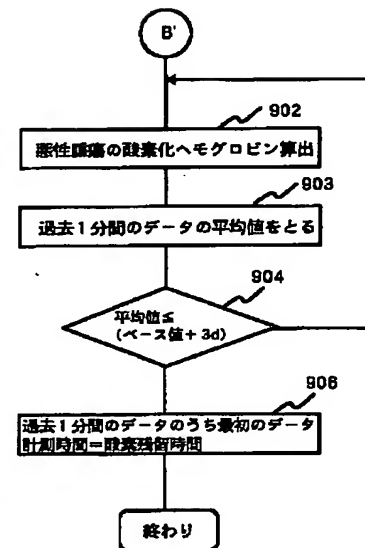 B'
902
悪性腫瘍の酸素化ヘモグロビン算出
903
過去1分間のデータの平均値をとる
904
平均値≦
(ベース値+3d)
906
過去1分間のデータのうち最初のデータ
計測時間=酸素残留時間
終わり